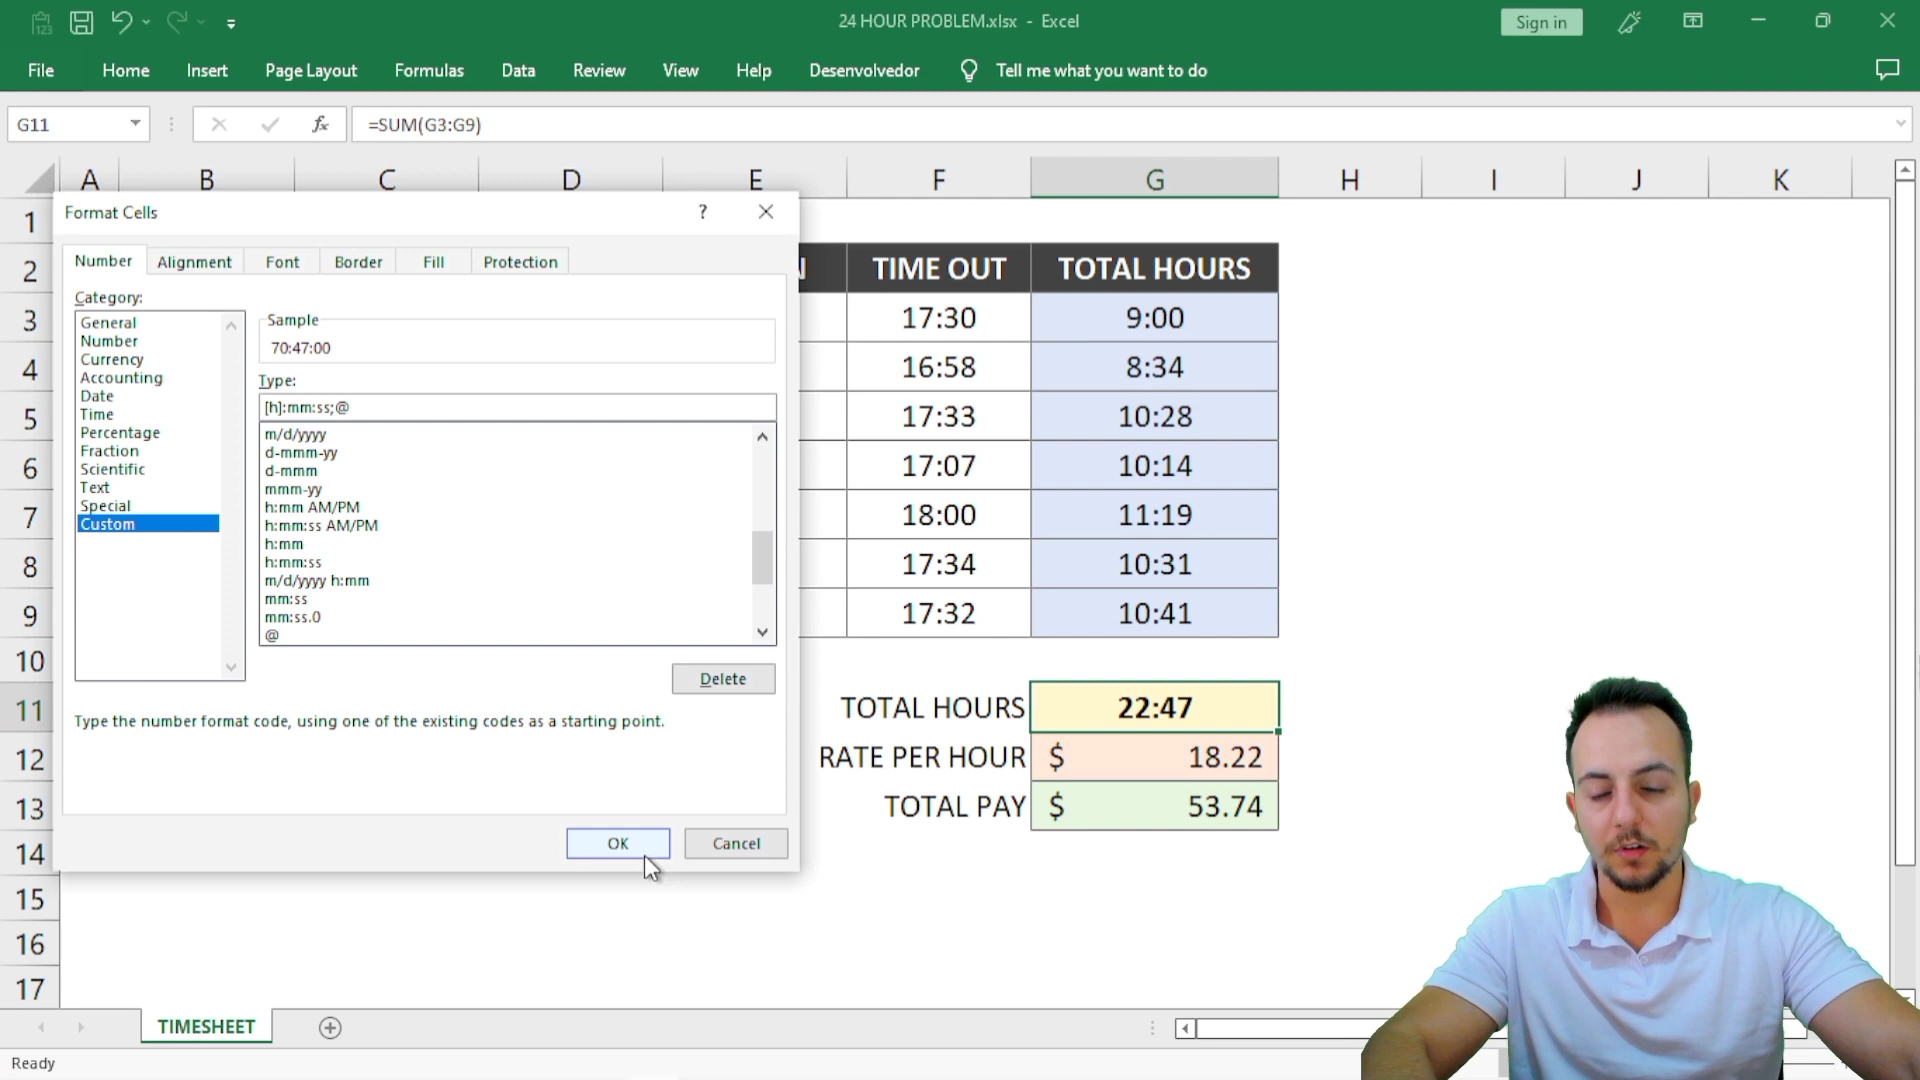 24 HOUR PROBLEM.xlsx - Excel
Sign in
File Home Insert Page Layout Formulas Data Review View Help Desenvolvedor Tell me what you want to do
G11 fx =SUM(G3:G9)
A B C D E F G H I J K
1
2
3
4
5
6
7
8
9
10
11
12
13
14
15
16
17
Format Cells ?
Number Alignment Font Border Fill Protection
Category:
General
Number
Currency
Accounting
Date
Time
Percentage
Fraction
Scientific
Text
Special
Custom
Sample
70:47:00
Type:
[h]:mm:ss;@
m/d/yyyy
d-mmm-yy
d-mmm
mmm-yy
h:mm AM/PM
h:mm:ss AM/PM
h:mm
h:mm:ss
m/d/yyyy h:mm
mm:ss
mm:ss.0
@
Delete
Type the number format code, using one of the existing codes as a starting point.
OK Cancel
TIME OUT TOTAL HOURS
17:30 9:00
16:58 8:34
17:33 10:28
17:07 10:14
18:00 11:19
17:34 10:31
17:32 10:41
TOTAL HOURS 22:47
RATE PER HOUR $ 18.22
TOTAL PAY $ 53.74
TIMESHEET
Ready